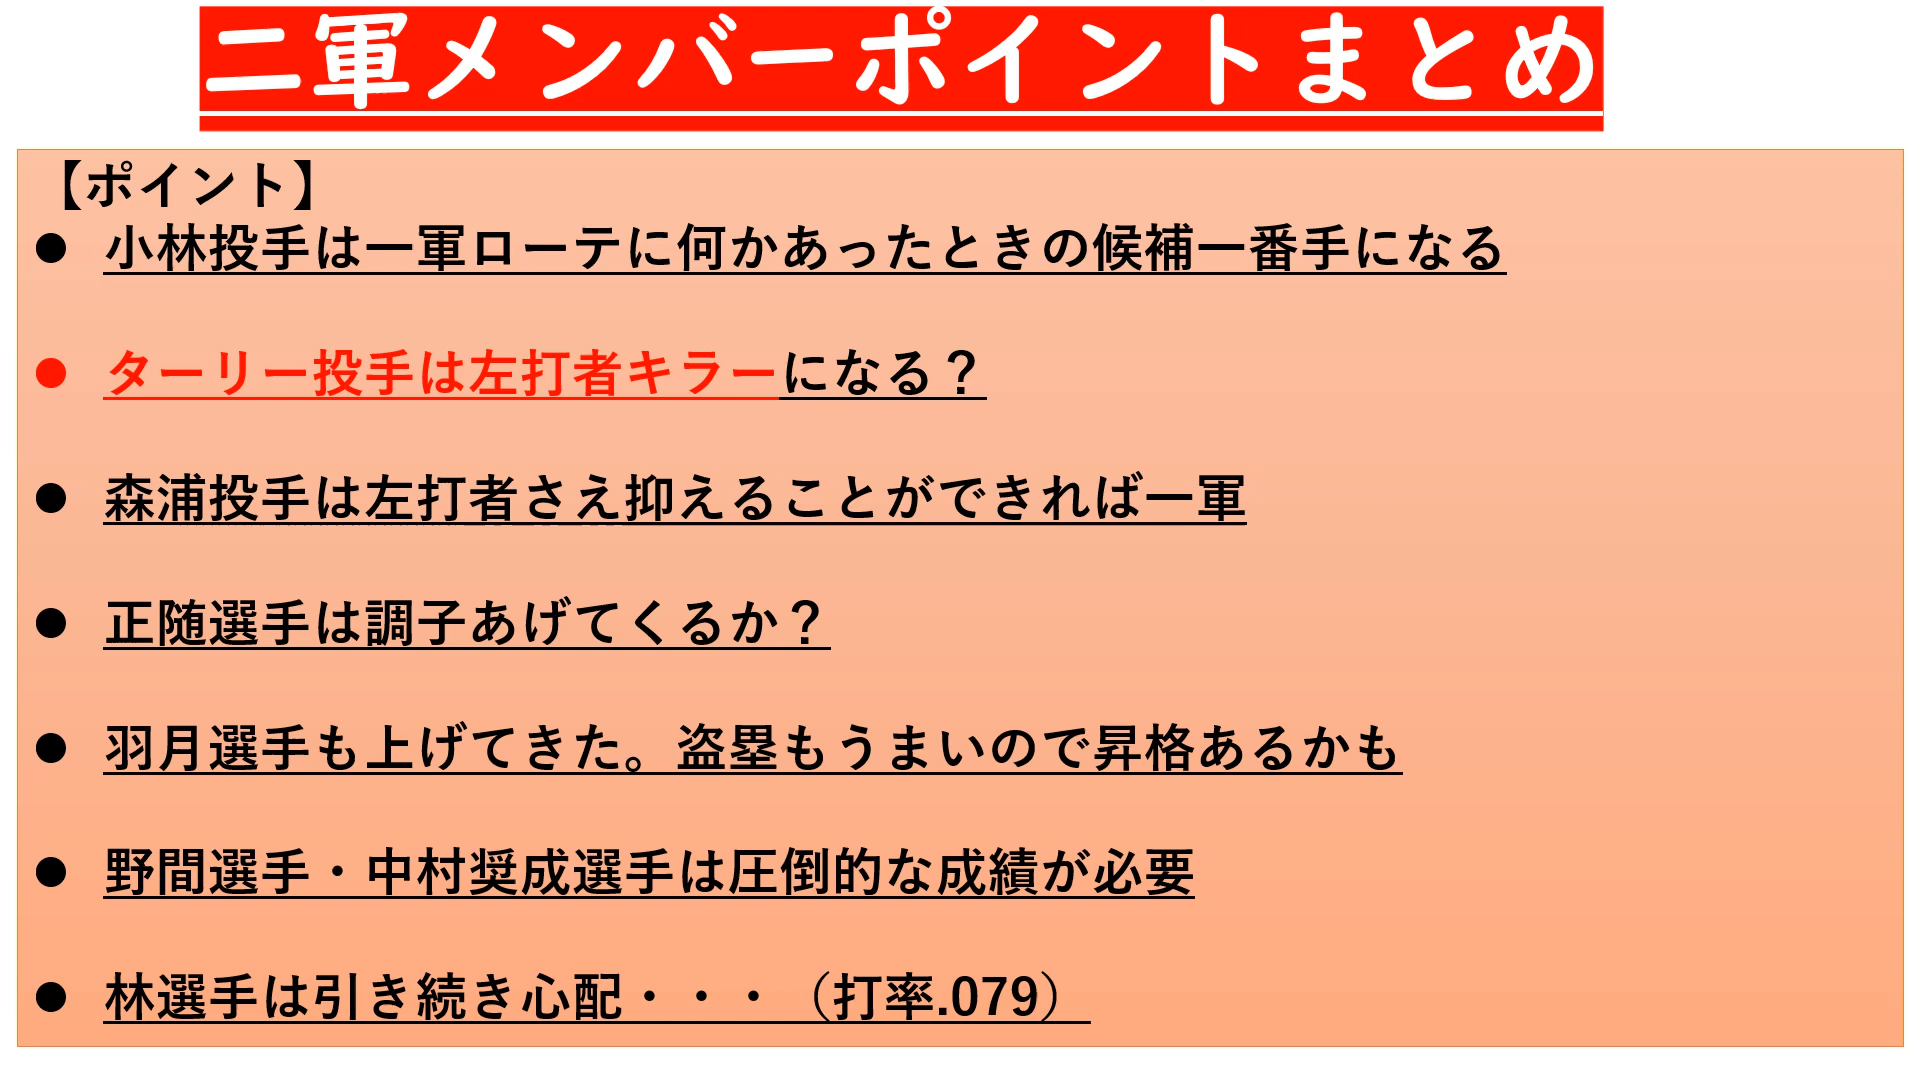 二軍メンバーポイントまとめ
【ポイント】
● 小林投手は一軍ローテに何かあったときの候補一番手になる
● ターリー投手は左打者キラーになる？
● 森浦投手は左打者さえ抑えることができれば一軍
● 正随選手は調子あげてくるか？
● 羽月選手も上げてきた。盗塁もうまいので昇格あるかも
● 野間選手・中村奨成選手は圧倒的な成績が必要
● 林選手は引き続き心配・・・（打率.079）